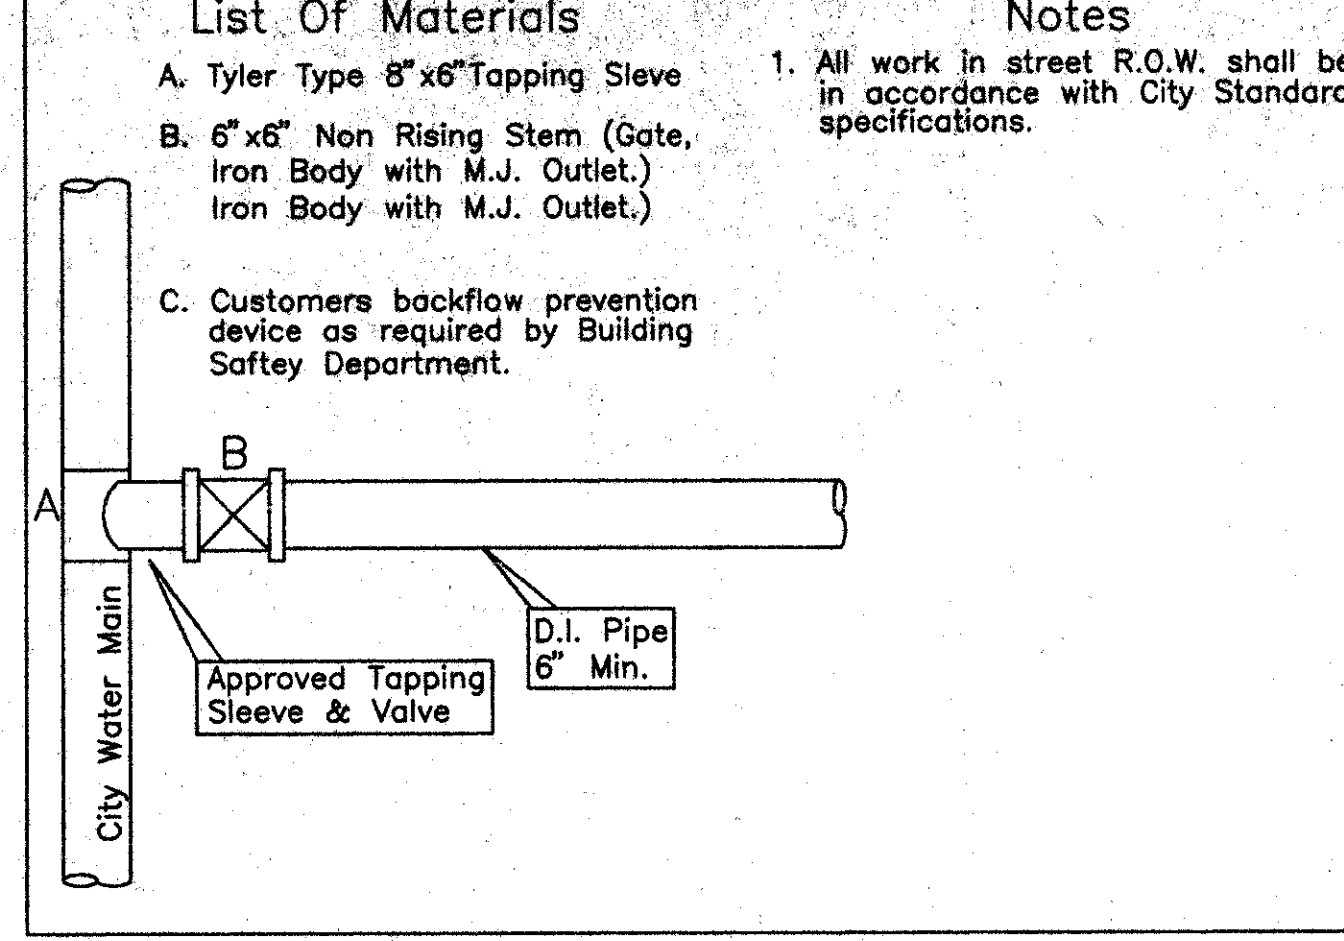 List Of Materials
A. Tyler Type 8"x6" Tapping Sleve
B. 6"x6" Non Rising Stem (Gate,
Iron Body with M.J. Outlet.)
Iron Body with M.J. Outlet.)
C. Customers backflow prevention
device as required by Building
Saftey Department.
Notes
1. All work in street R.O.W. shall be
in accordance with City Standard
specifications.
B
A
D.I. Pipe
6" Min.
Approved Tapping
Sleeve & Valve
City Water Main